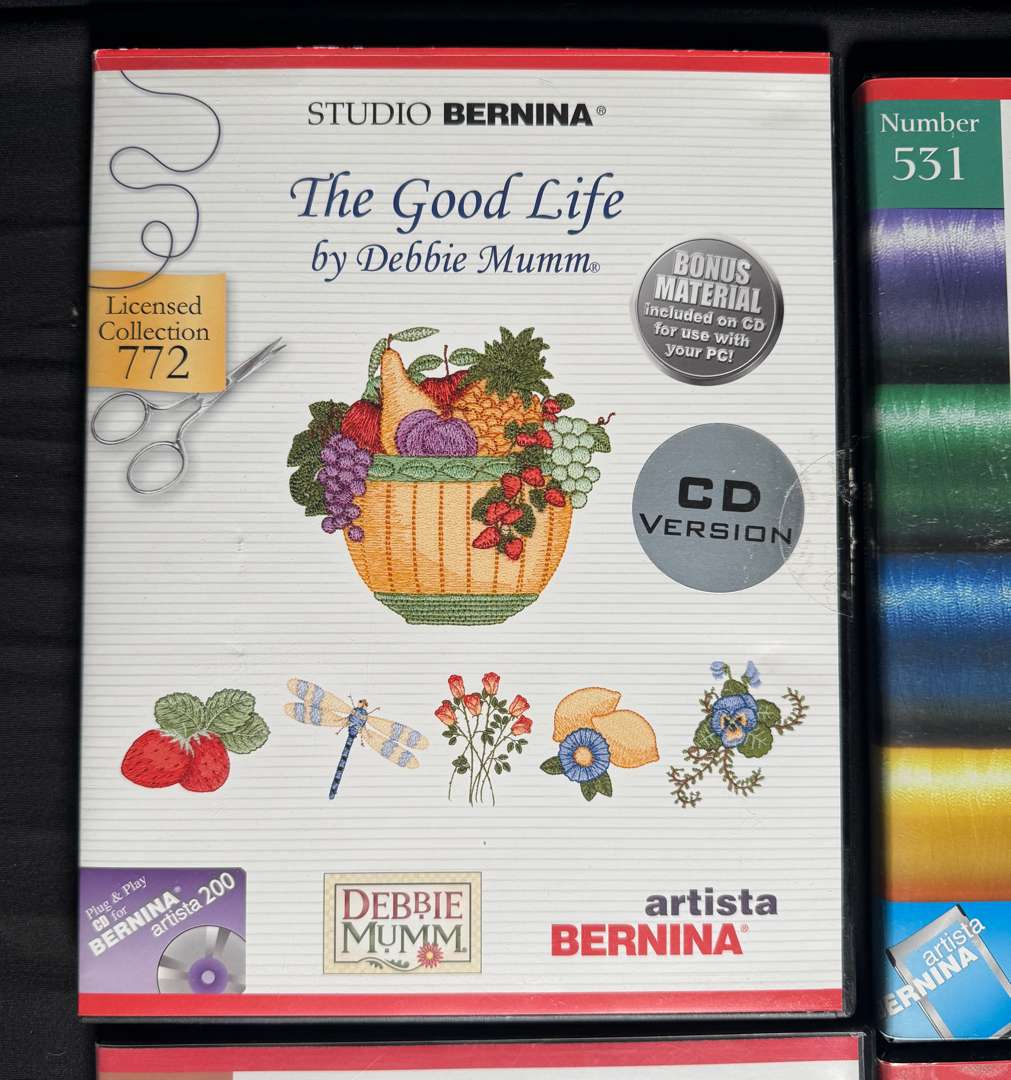 STUDIO BERNINA®
The Good Life
by Debbie Mumm®
Licensed
Collection
772
BONUS
MATERIAL
included on CD
for use with
your PC!
CD
VERSION
Plug & Play
CD for
BERNINA®
artista 200
DEBBIE
MUMM®
artista
BERNINA®
Number
531
artista
BERNINA